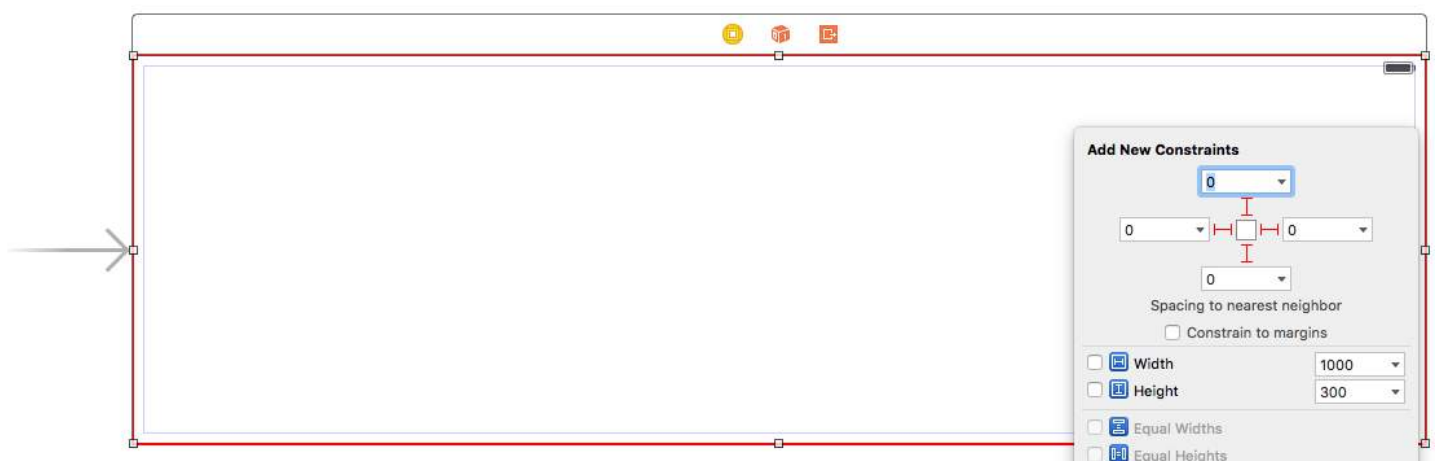 Add New Constraints
0
0 0
0
Spacing to nearest neighbor
Constrain to margins
Width 1000
Height 300
Equal Widths
Equal Heights